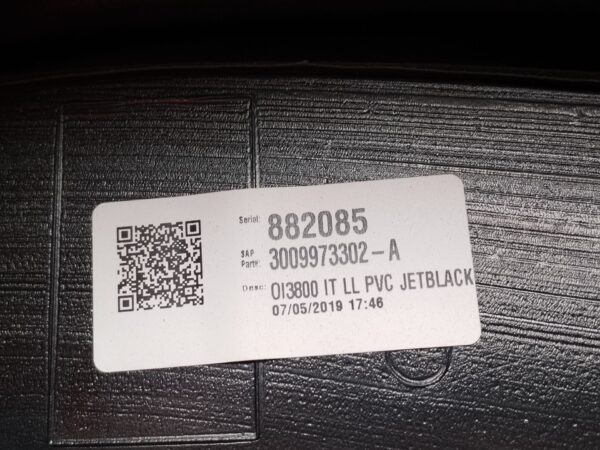 Serial: 882085
SAP
Part#: 3009973302-A
Desc: OI3800 IT LL PVC JETBLACK
07/05/2019 17:46